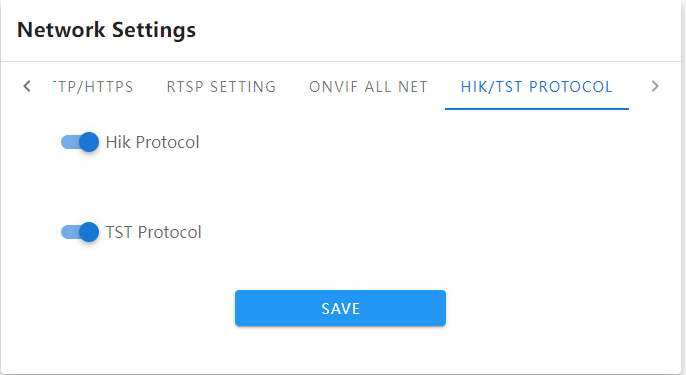 Network Settings
TP/HTTPS RTSP SETTING ONVIF ALL NET HIK/TST PROTOCOL
Hik Protocol
TST Protocol
SAVE